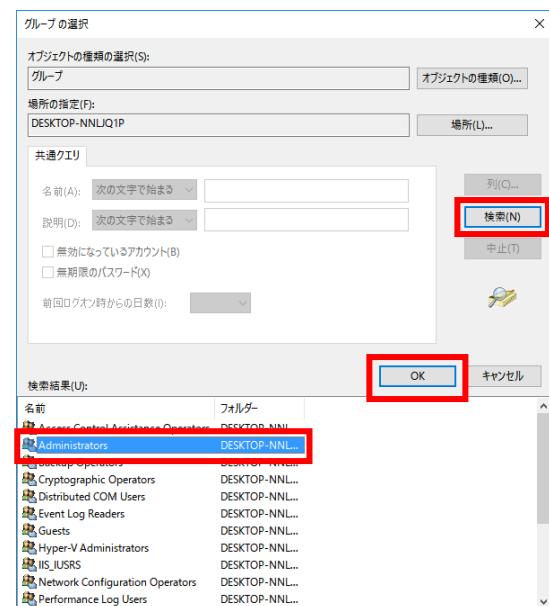 グループ の選択
オブジェクトの種類の選択(S):
グループ
オブジェクトの種類(O)...
場所の指定(F):
DESKTOP-NNLJQ1P
場所(L)...
共通クエリ
名前(A): 次の文字で始まる
列(C)...
説明(D): 次の文字で始まる
検索(N)
無効になっているアカウント(B)
中止(T)
無期限のパスワード(X)
前回ログオン時からの日数(I):
OK キャンセル
検索結果(U):
名前 フォルダー
Access Control Assistance Operators DESKTOP-NNL...
Administrators DESKTOP-NNL...
Backup Operators DESKTOP-NNL...
Cryptographic Operators DESKTOP-NNL...
Distributed COM Users DESKTOP-NNL...
Event Log Readers DESKTOP-NNL...
Guests DESKTOP-NNL...
Hyper-V Administrators DESKTOP-NNL...
IIS_IUSRS DESKTOP-NNL...
Network Configuration Operators DESKTOP-NNL...
Performance Log Users DESKTOP-NNL...